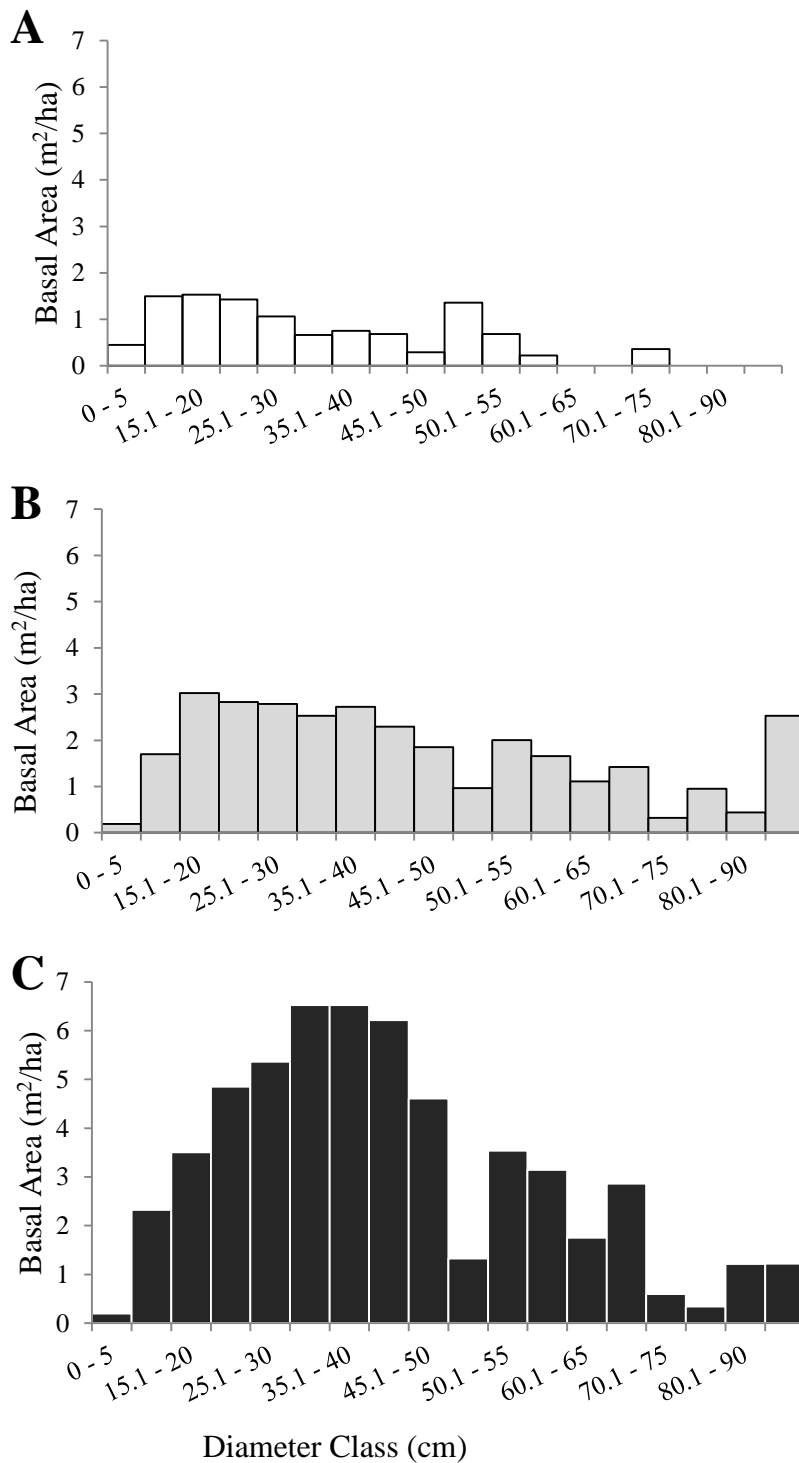 A
7
6
5
4
3
2
1
0
Basal Area (m²/ha)
0 - 5
15.1 - 20
25.1 - 30
35.1 - 40
45.1 - 50
50.1 - 55
60.1 - 65
70.1 - 75
80.1 - 90
B
7
6
5
4
3
2
1
0
Basal Area (m²/ha)
0 - 5
15.1 - 20
25.1 - 30
35.1 - 40
45.1 - 50
50.1 - 55
60.1 - 65
70.1 - 75
80.1 - 90
C
7
6
5
4
3
2
1
0
Basal Area (m²/ha)
0 - 5
15.1 - 20
25.1 - 30
35.1 - 40
45.1 - 50
50.1 - 55
60.1 - 65
70.1 - 75
80.1 - 90
Diameter Class (cm)